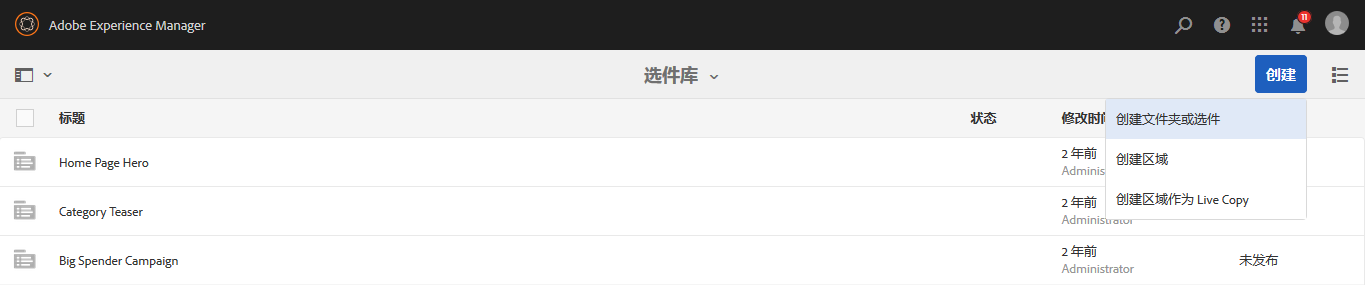 Adobe Experience Manager
11
选件库
创建
标题
状态
修改时间
创建文件夹或选件
创建区域
创建区域作为 Live Copy
Home Page Hero
2 年前
Adminis
Category Teaser
2 年前
Administrator
Big Spender Campaign
2 年前
Administrator
未发布